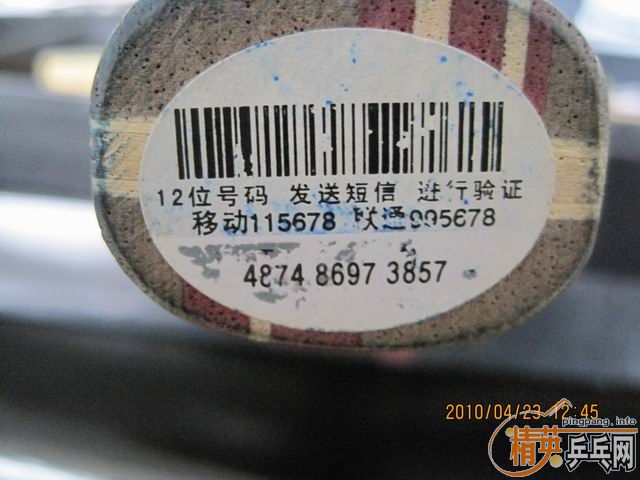 12位号码 发送短信 进行验证
移动115678 联通995678
4874 8697 3857
2010/04/23 12:45
pingpang.info
精英乒乓网